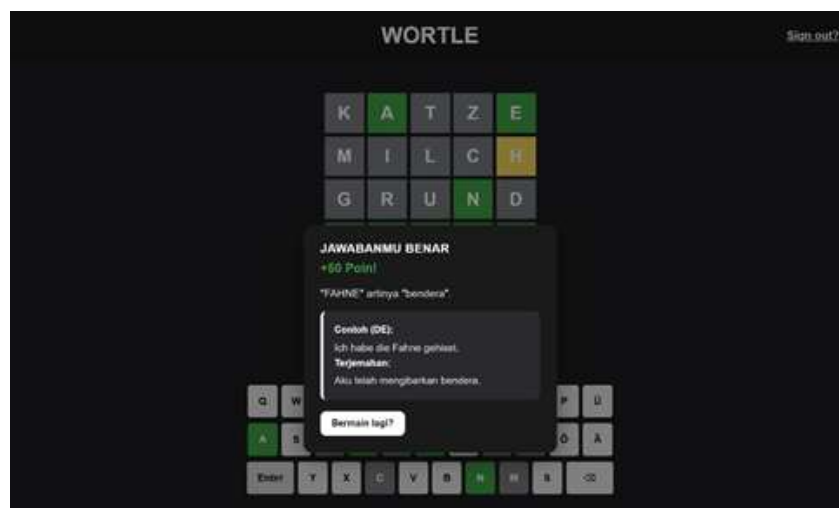 WORTLE
Sign out?
K A T Z E
M I L C H
G R U N D
JAWABANMU BENAR
+50 Poin!
"FAHNE" artinya "bendera".
Contoh (DE):
Ich habe die Fahne gehisst.
Terjemahan:
Aku telah mengibarkan bendera.
Bermain lagi?
Q W P Ü
A S Ö Ä
Enter Y X C V B N M